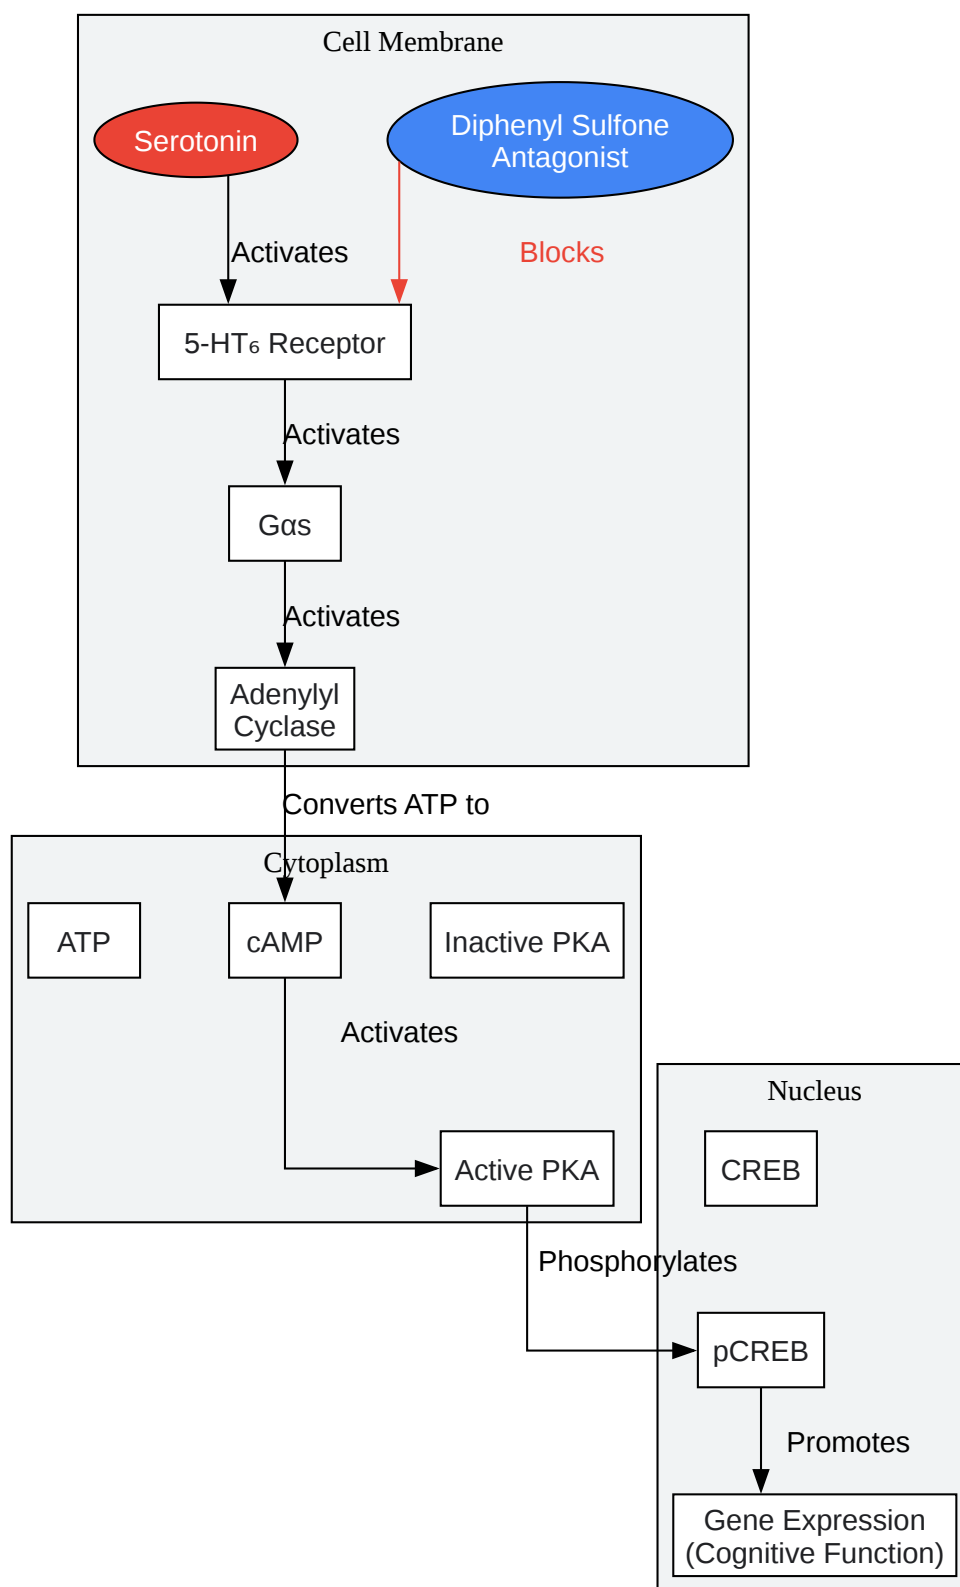 Cell Membrane
Serotonin
Diphenyl Sulfone
Antagonist
Activates
Blocks
5-HT₆ Receptor
Activates
Gαs
Activates
Adenylyl
Cyclase
Converts ATP to
Cytoplasm
ATP
cAMP
Inactive PKA
Activates
Nucleus
Active PKA
CREB
Phosphorylates
pCREB
Promotes
Gene Expression
(Cognitive Function)